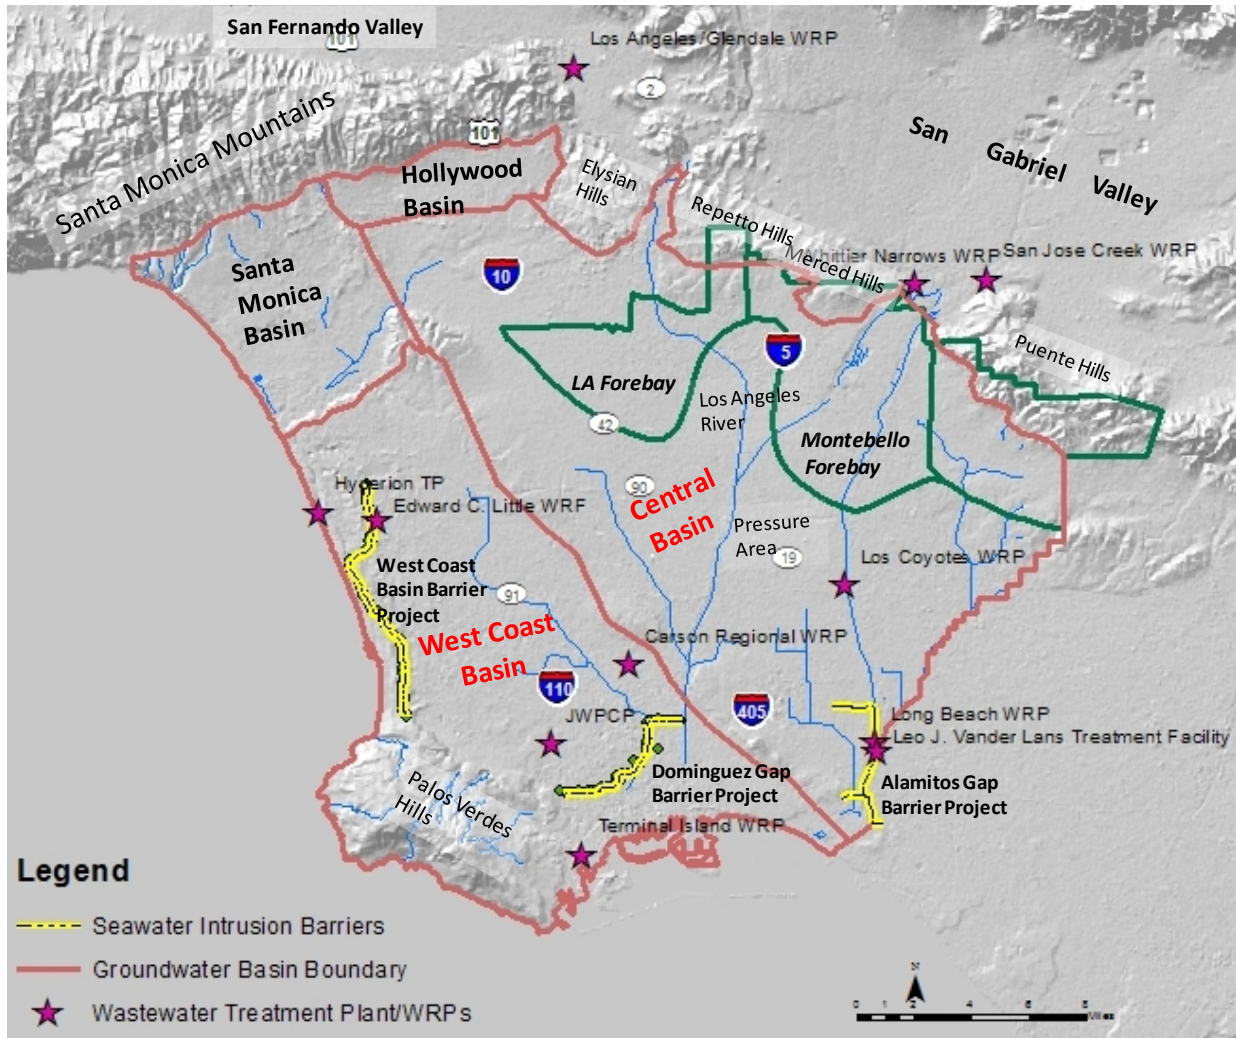 San Fernando Valley
101
Los Angeles/Glendale WRP
2
Santa Monica Mountains
101
San Gabriel Valley
Hollywood
Basin
Elysian
Hills
Repetto Hills
Merced Hills
Whittier Narrows WRP
San Jose Creek WRP
Santa
Monica
Basin
10
5
Puente Hills
LA Forebay
Los Angeles
River
42
Montebello
Forebay
Hyperion TP
90
Central
Basin
Edward C. Little WRF
Pressure
Area
19
Los Coyotes WRP
West Coast
Basin Barrier
Project
91
West Coast
Basin
Carson Regional WRP
110
405
JWPCP
Long Beach WRP
Leo J. Vander Lans Treatment Facility
Dominguez Gap
Barrier Project
Alamitos Gap
Barrier Project
Palos Verdes
Hills
Terminal Island WRP
Legend
Seawater Intrusion Barriers
Groundwater Basin Boundary
Wastewater Treatment Plant/WRPs
N
0 1 2 4 6 8
Miles